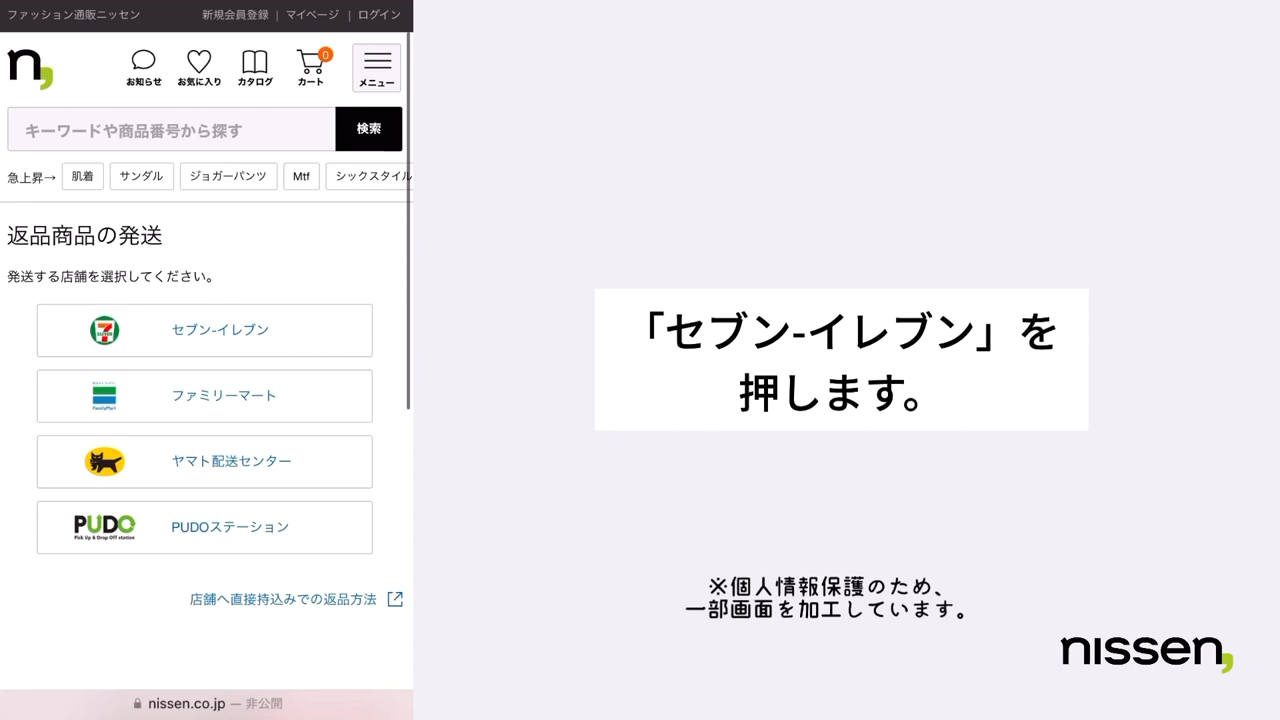 ファッション通販ニッセン
新規会員登録 | マイページ | ログイン
n,
お知らせ お気に入り カタログ 0 カート メニュー
キーワードや商品番号から探す 検索
急上昇→ 肌着 サンダル ジョガーパンツ Mtf シックスタイル
返品商品の発送
発送する店舗を選択してください。
セブン-イレブン
ファミリーマート
FamilyMart
ヤマト配送センター
PUDO PUDOステーション
Pick Up & Drop Off station
店舗へ直接持込みでの返品方法
nissen.co.jp — 非公開
「セブン-イレブン」を
押します。
※個人情報保護のため、
一部画面を加工しています。
nissen,